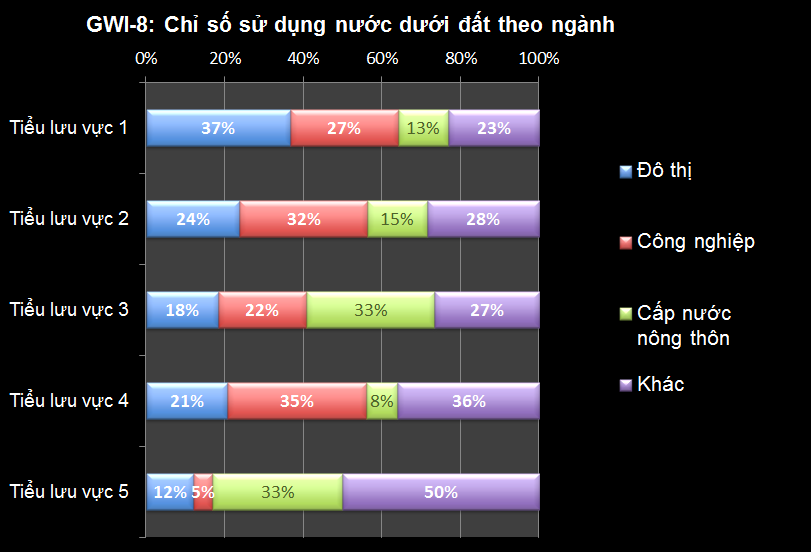 GWI-8: Chỉ số sử dụng nước dưới đất theo ngành
0% 20% 40% 60% 80% 100%
Tiểu lưu vực 1 37% 27% 13% 23%
Tiểu lưu vực 2 24% 32% 15% 28%
Tiểu lưu vực 3 18% 22% 33% 27%
Tiểu lưu vực 4 21% 35% 8% 36%
Tiểu lưu vực 5 12% 5% 33% 50%
Đô thị
Công nghiệp
Cấp nước
nông thôn
Khác